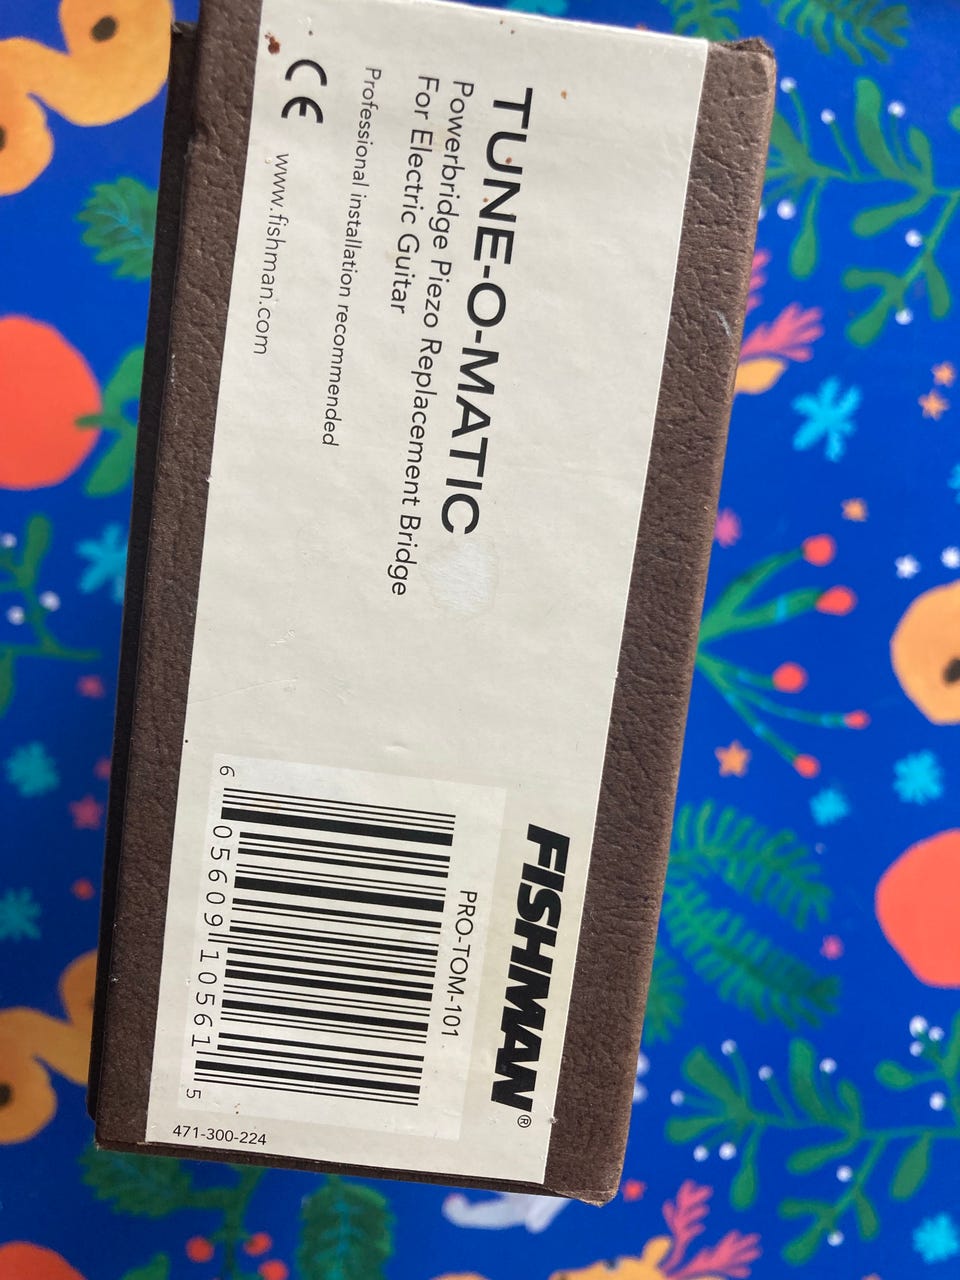 TUNE-O-MATIC
Powerbridge Piezo Replacement Bridge
For Electric Guitar
Professional installation recommended
CE www.fishman.com
FISHMAN®
PRO-TOM-101
6 05609 10561 5
471-300-224